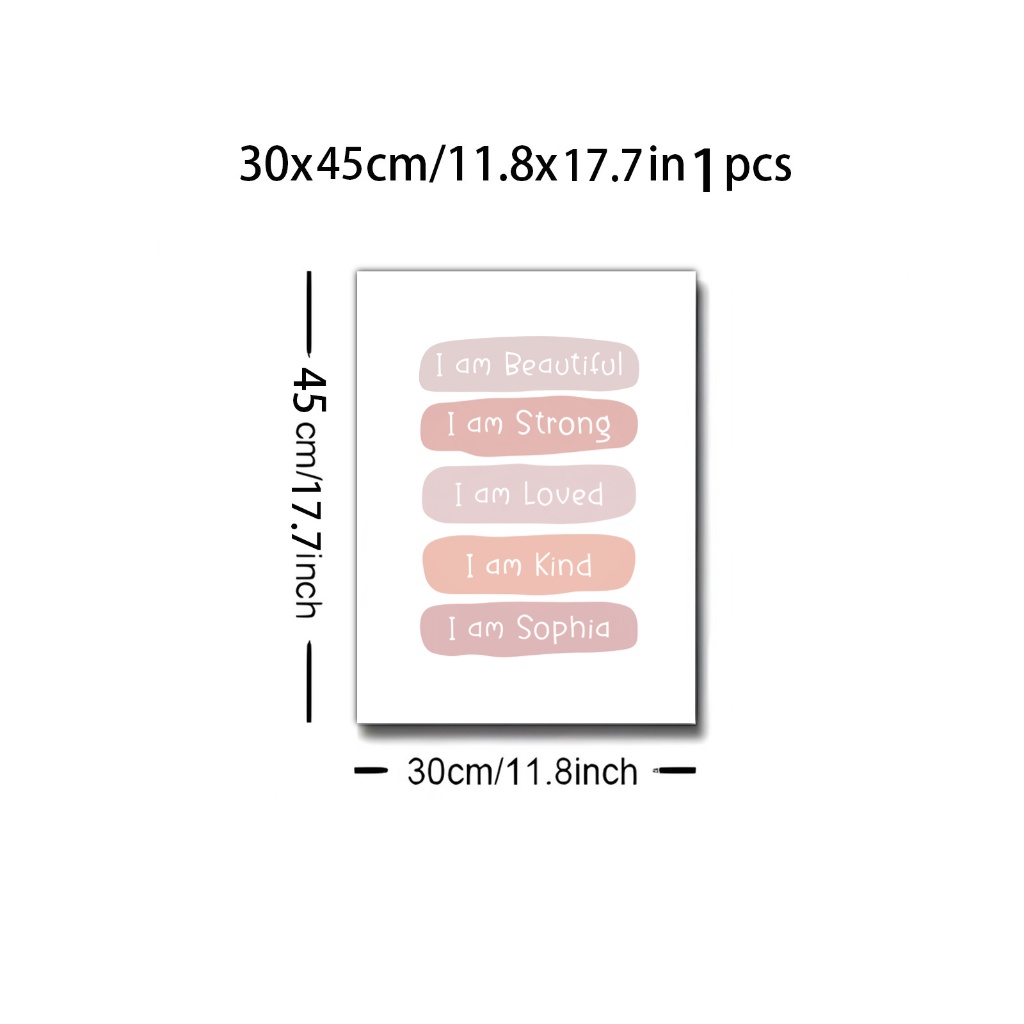 30x45cm/11.8x17.7in 1 pcs
45 cm/17.7inch
I am Beautiful
I am Strong
I am Loved
I am Kind
I am Sophia
30cm/11.8inch